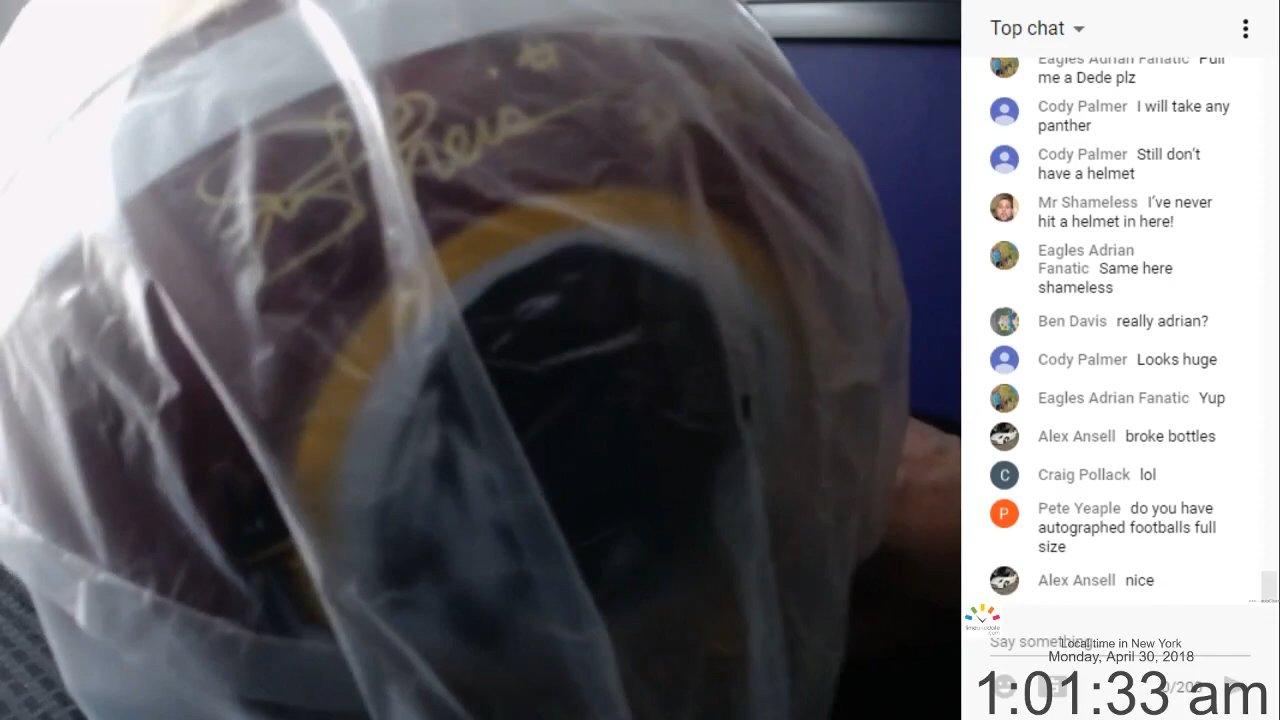 Top chat
Eagles Adrian Fanatic Pull
me a Dede plz
Cody Palmer I will take any
panther
Cody Palmer Still don't
have a helmet
Mr Shameless I've never
hit a helmet in here!
Eagles Adrian
Fanatic Same here
shameless
Ben Davis really adrian?
Cody Palmer Looks huge
Eagles Adrian Fanatic Yup
Alex Ansell broke bottles
C
Craig Pollack lol
P
Pete Yeaple do you have
autographed footballs full
size
Alex Ansell nice
Say something...
Local time in New York
Monday, April 30, 2018
0/200
1:01:33 am